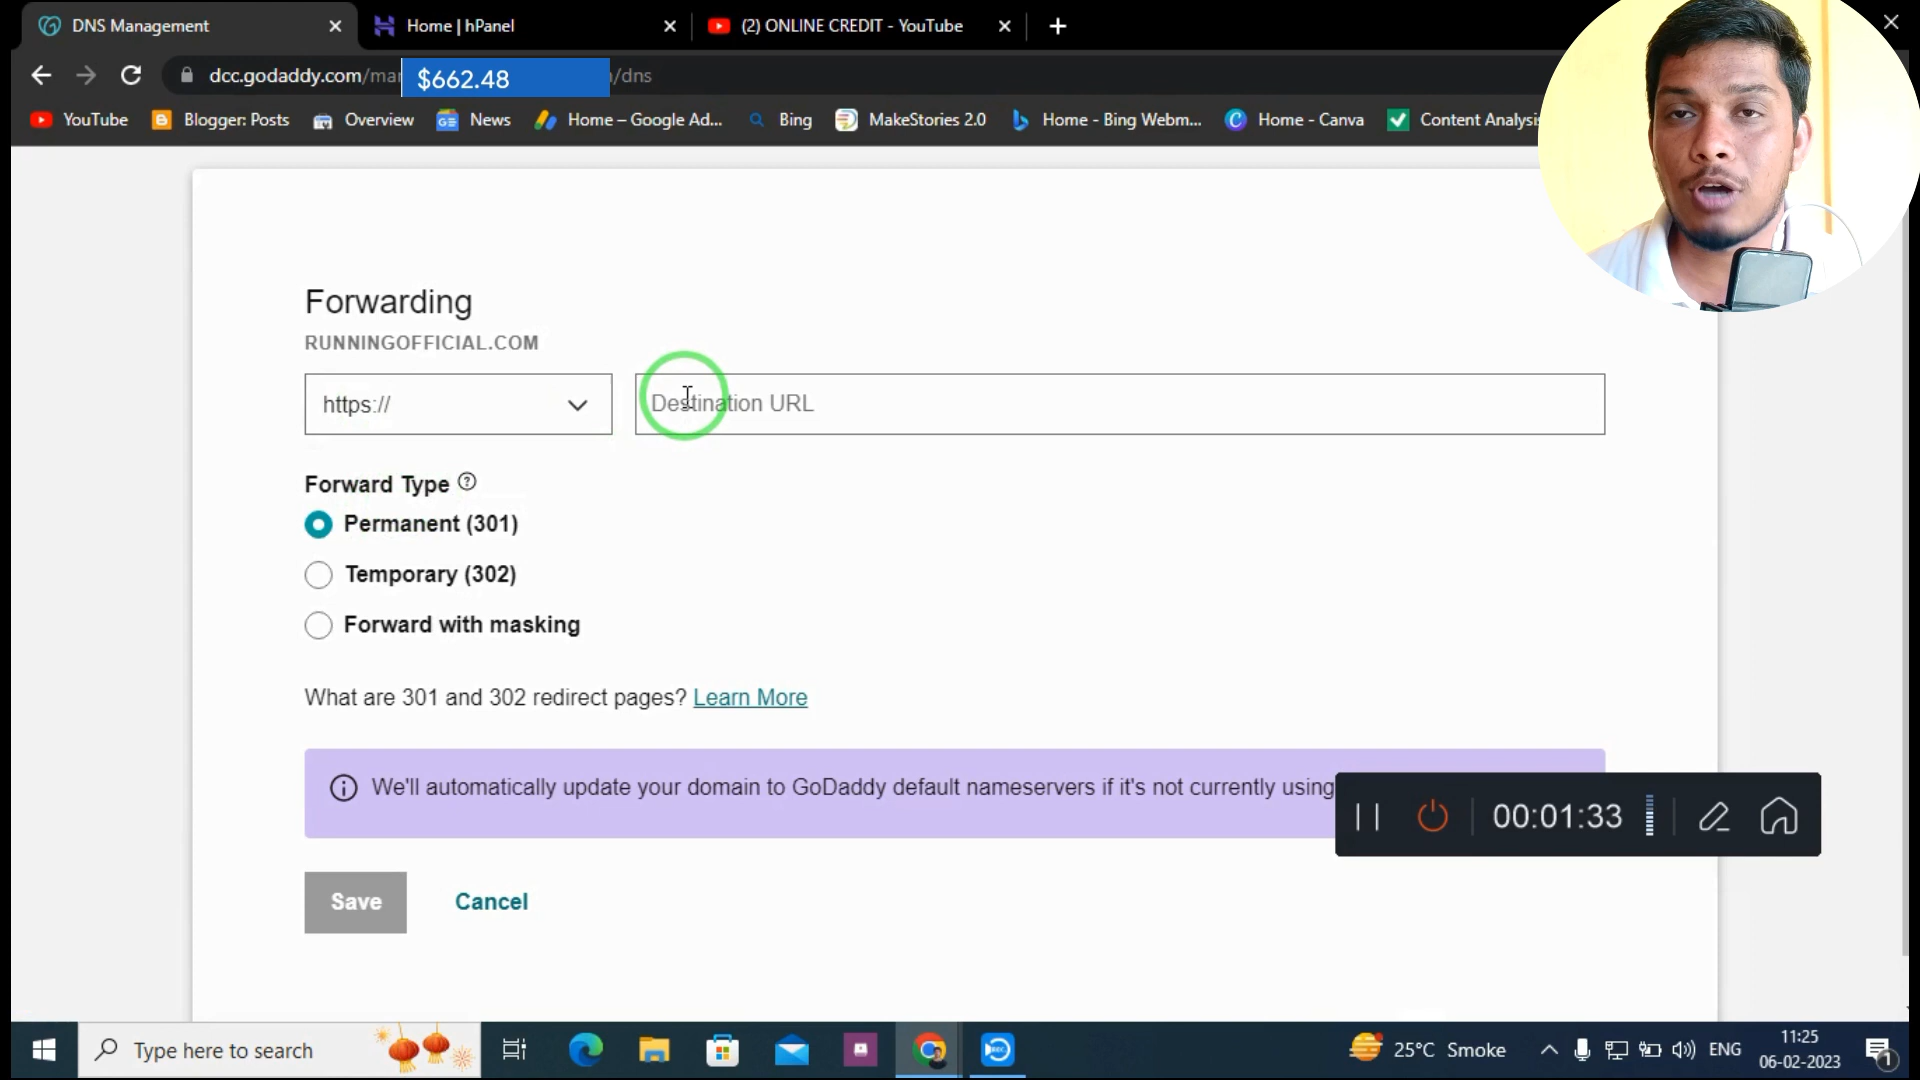 DNS Management
Home | hPanel
(2) ONLINE CREDIT - YouTube
dcc.godaddy.com/mar
$662.48
/dns
YouTube
Blogger: Posts
Overview
News
Home – Google Ad...
Bing
MakeStories 2.0
Home - Bing Webm...
Home - Canva
Content Analysis
Forwarding
RUNNINGOFFICIAL.COM
https://
Destination URL
Forward Type
Permanent (301)
Temporary (302)
Forward with masking
What are 301 and 302 redirect pages? Learn More
We'll automatically update your domain to GoDaddy default nameservers if it's not currently using
00:01:33
Save
Cancel
Type here to search
25°C Smoke
ENG
11:25
06-02-2023
1